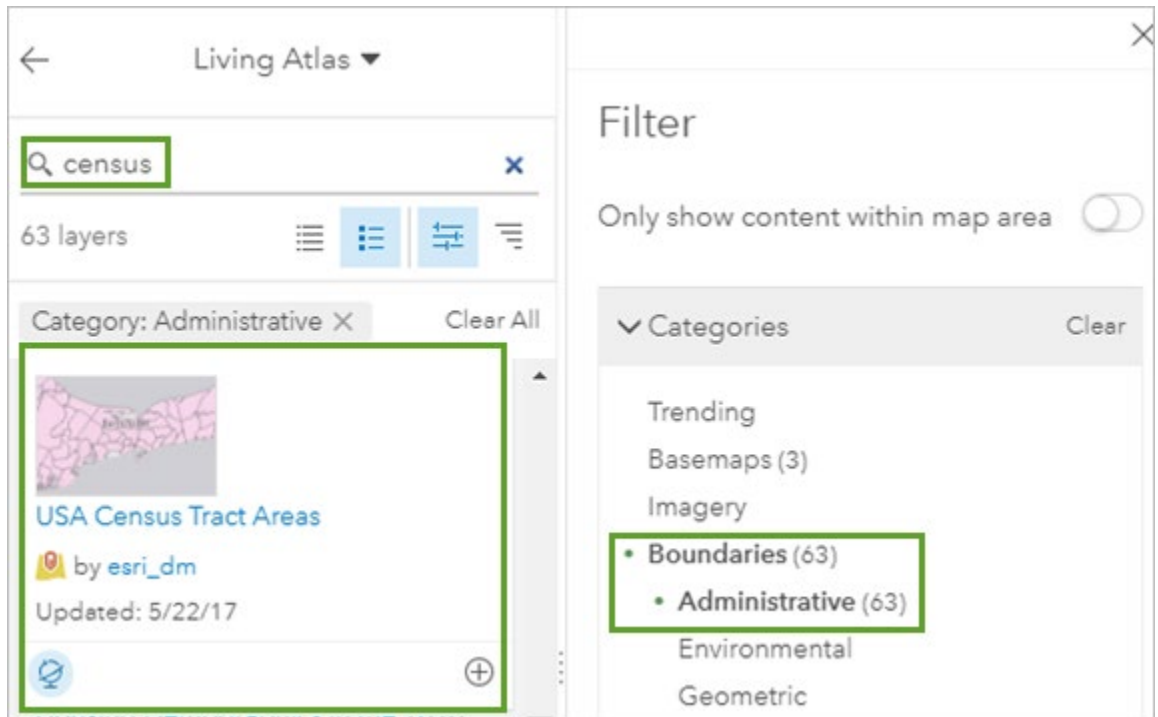 Living Atlas
census
63 layers
Category: Administrative
Clear All
USA Census Tract Areas
by esri_dm
Updated: 5/22/17
Filter
Only show content within map area
Categories
Clear
Trending
Basemaps (3)
Imagery
• Boundaries (63)
• Administrative (63)
Environmental
Geometric